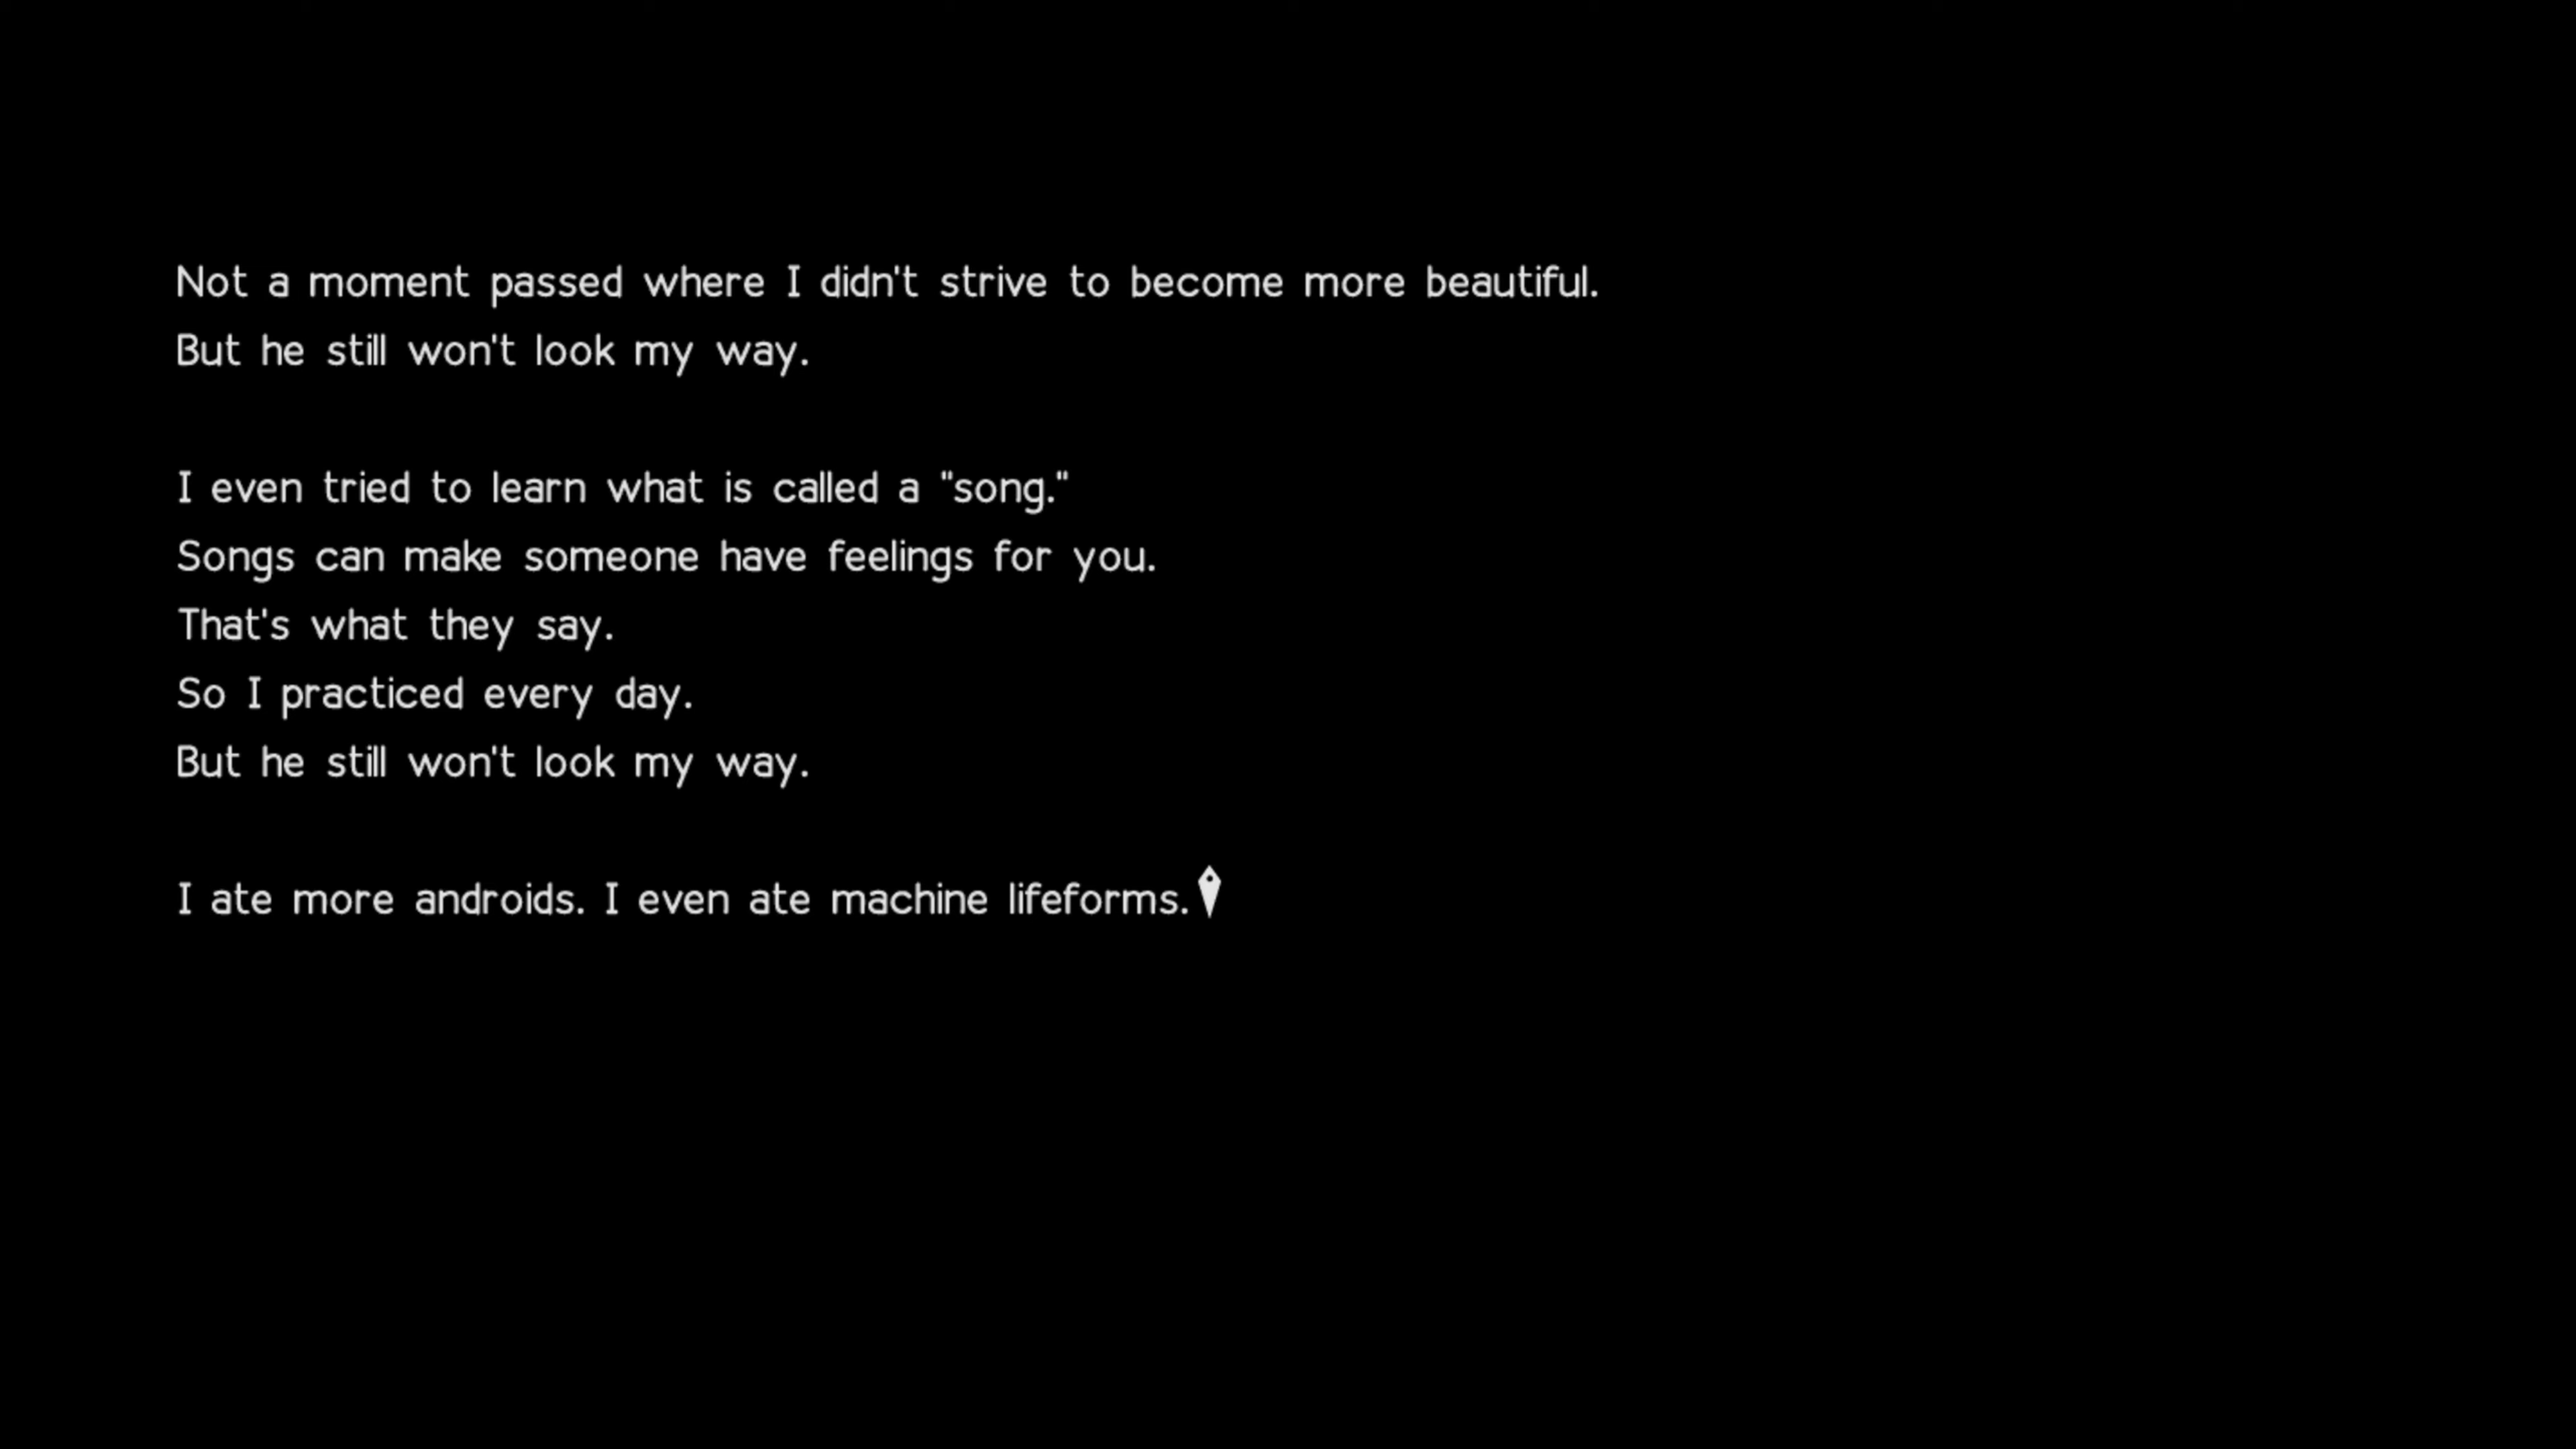 Not a moment passed where I didn't strive to become more beautiful.
But he still won't look my way.
I even tried to learn what is called a "song."
Songs can make someone have feelings for you.
That's what they say.
So I practiced every day.
But he still won't look my way.
I ate more androids. I even ate machine lifeforms.